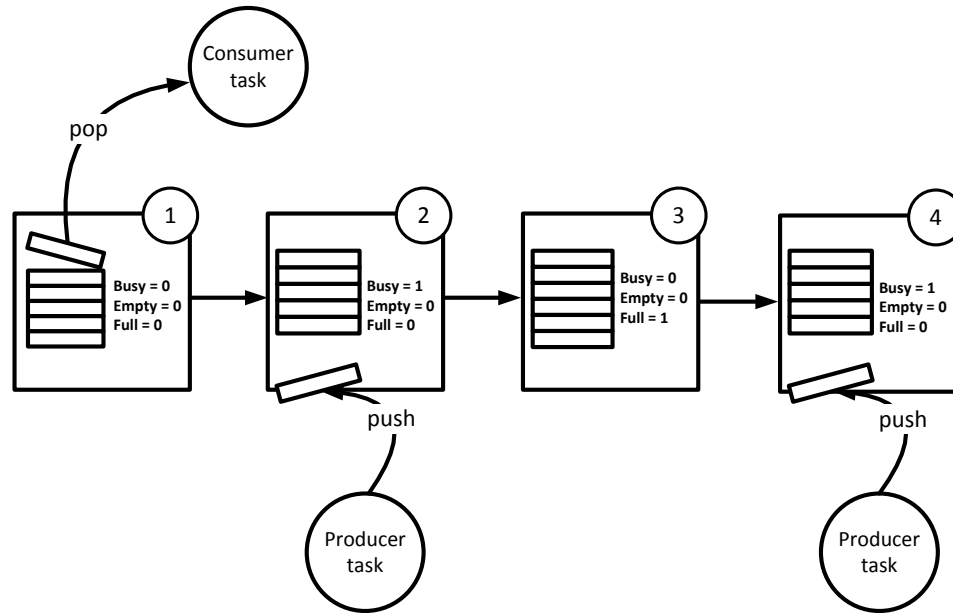 Consumer
task
pop
1
2
3
4
Busy = 0
Empty = 0
Full = 0
Busy = 1
Empty = 0
Full = 0
Busy = 0
Empty = 0
Full = 1
Busy = 1
Empty = 0
Full = 0
push
push
Producer
task
Producer
task